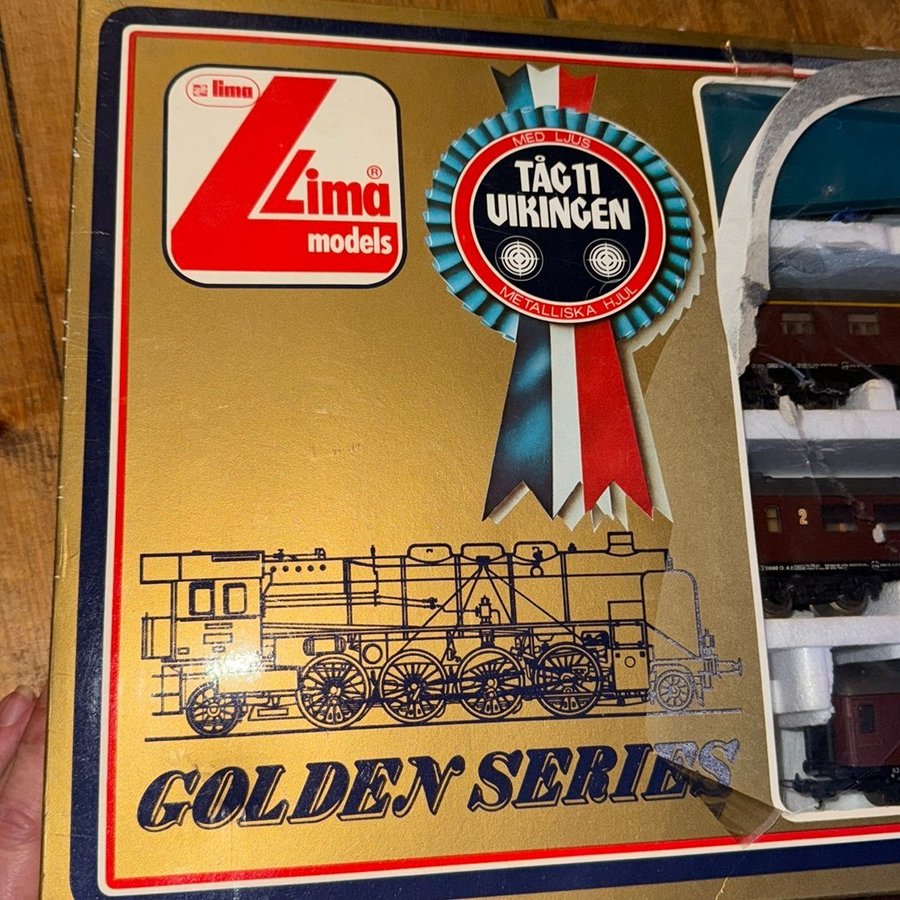 lima
Lima®
models
MED LJUS
TÅG 11
VIKINGEN
METALLISKA HJUL
2
GOLDEN SERIES